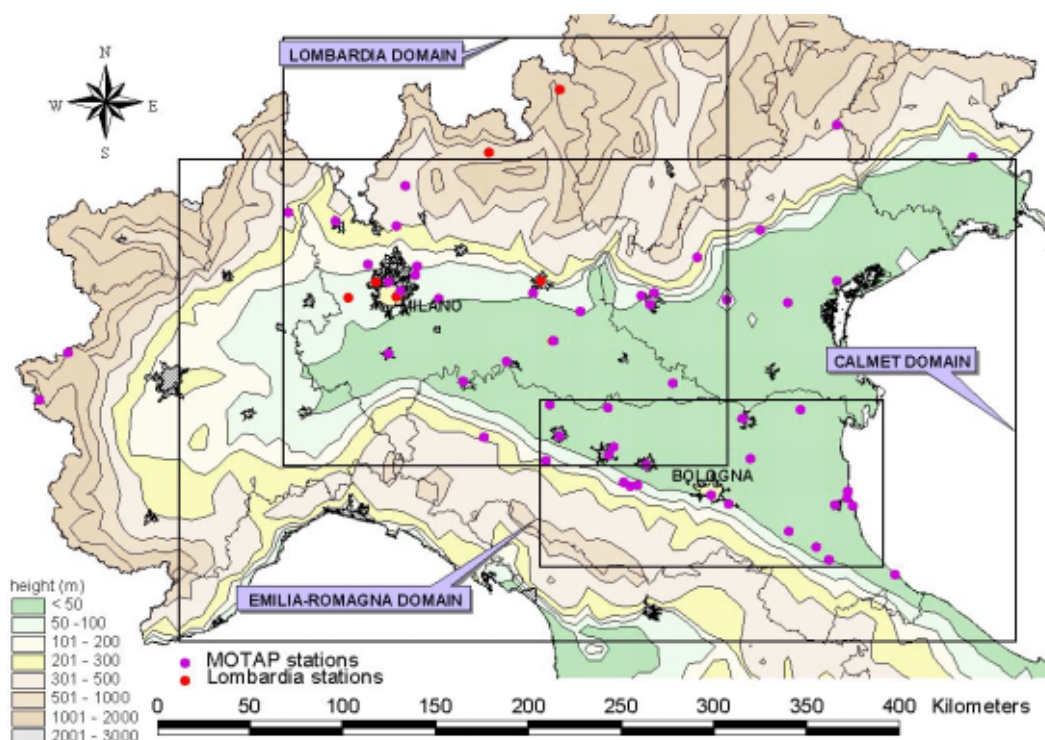 LOMBARDIA DOMAIN
N
W E
S
MILANO
CALMET DOMAIN
BOLOGNA
EMILIA-ROMAGNA DOMAIN
height (m)
< 50
50 -100
101 - 200
201 - 300
301 - 500
501 - 1000
1001 - 2000
2001 - 3000
MOTAP stations
Lombardia stations
0 50 100 150 200 250 300 350 400 Kilometers